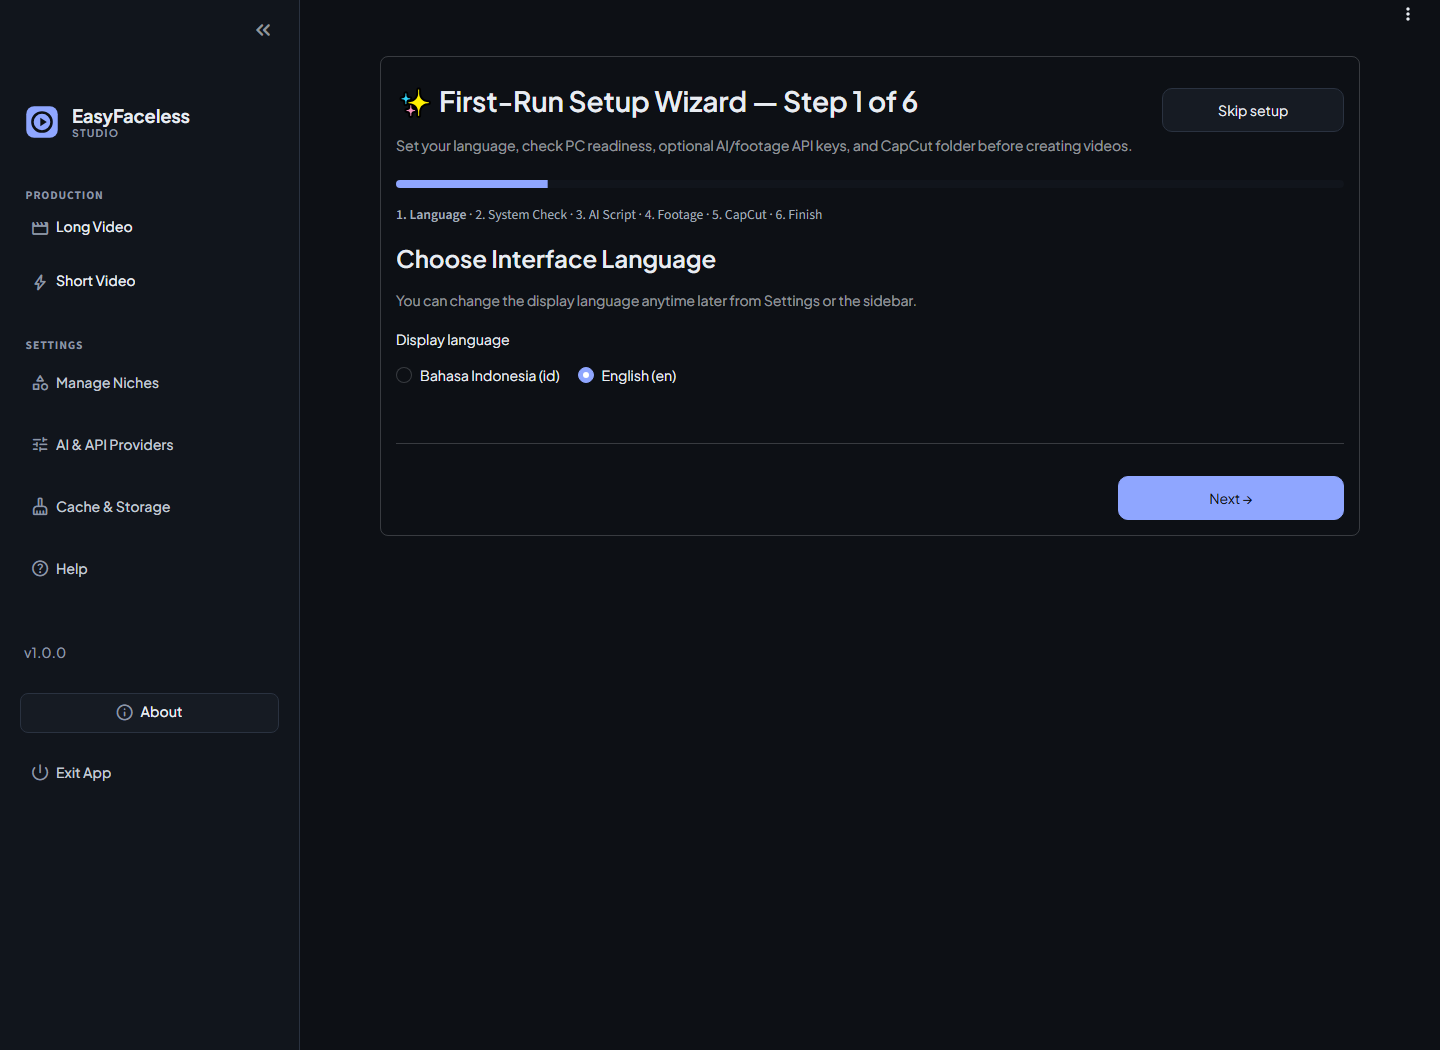 EasyFaceless
STUDIO
PRODUCTION
Long Video
Short Video
SETTINGS
Manage Niches
AI & API Providers
Cache & Storage
Help
v1.0.0
About
Exit App
✨ First-Run Setup Wizard — Step 1 of 6
Skip setup
Set your language, check PC readiness, optional AI/footage API keys, and CapCut folder before creating videos.
1. Language · 2. System Check · 3. AI Script · 4. Footage · 5. CapCut · 6. Finish
Choose Interface Language
You can change the display language anytime later from Settings or the sidebar.
Display language
Bahasa Indonesia (id)
English (en)
Next →